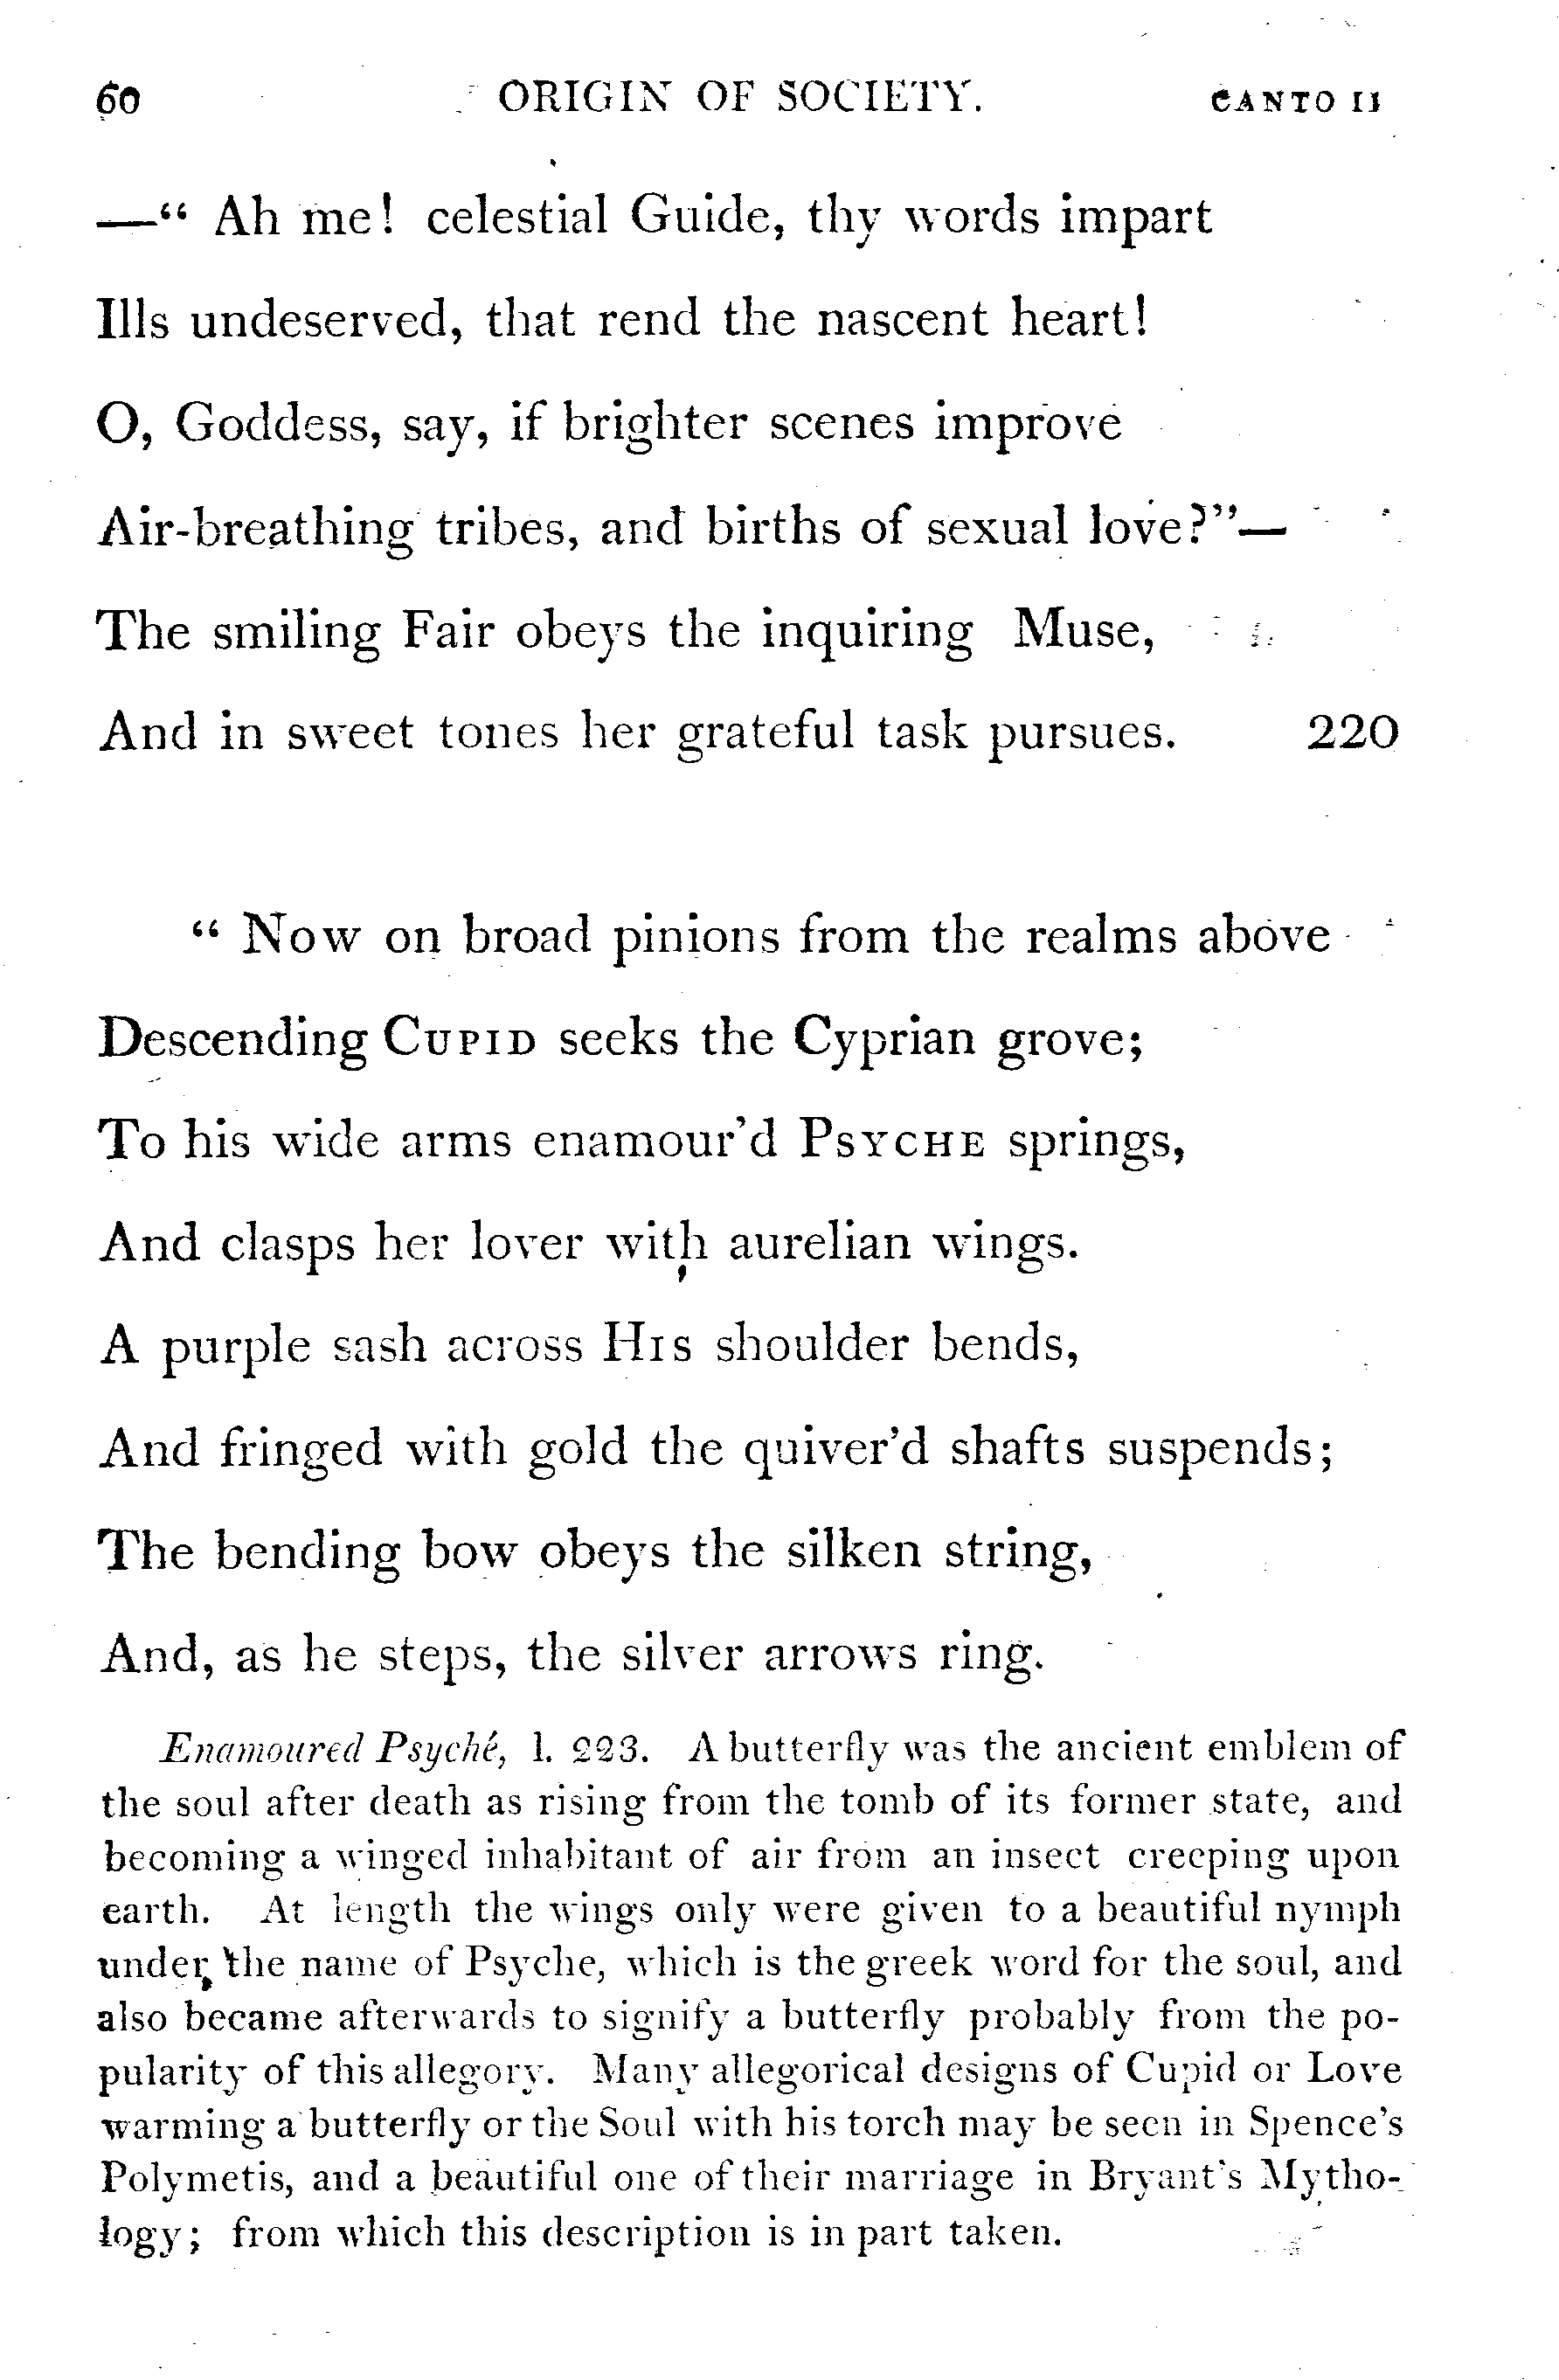 60 ORIGIN OF SOCIETY. CANTO II
—“ Ah me! celestial Guide, thy words impart
Ills undeserved, that rend the nascent heart!
O, Goddess, say, if brighter scenes improve
Air-breathing tribes, and births of sexual love?”—
The smiling Fair obeys the inquiring Muse,
And in sweet tones her grateful task pursues. 220
“ Now on broad pinions from the realms above
Descending CUPID seeks the Cyprian grove;
To his wide arms enamour’d PSYCHE springs,
And clasps her lover with aurelian wings.
A purple sash across HIS shoulder bends,
And fringed with gold the quiver’d shafts suspends;
The bending bow obeys the silken string,
And, as he steps, the silver arrows ring.
Enamoured Psyché, l. 223. A butterfly was the ancient emblem of
the soul after death as rising from the tomb of its former state, and
becoming a winged inhabitant of air from an insect creeping upon
earth. At length the wings only were given to a beautiful nymph
under the name of Psyche, which is the greek word for the soul, and
also became afterwards to signify a butterfly probably from the po-
pularity of this allegory. Many allegorical designs of Cupid or Love
warming a butterfly or the Soul with his torch may be seen in Spence’s
Polymetis, and a beautiful one of their marriage in Bryant’s Mytho-
logy; from which this description is in part taken.